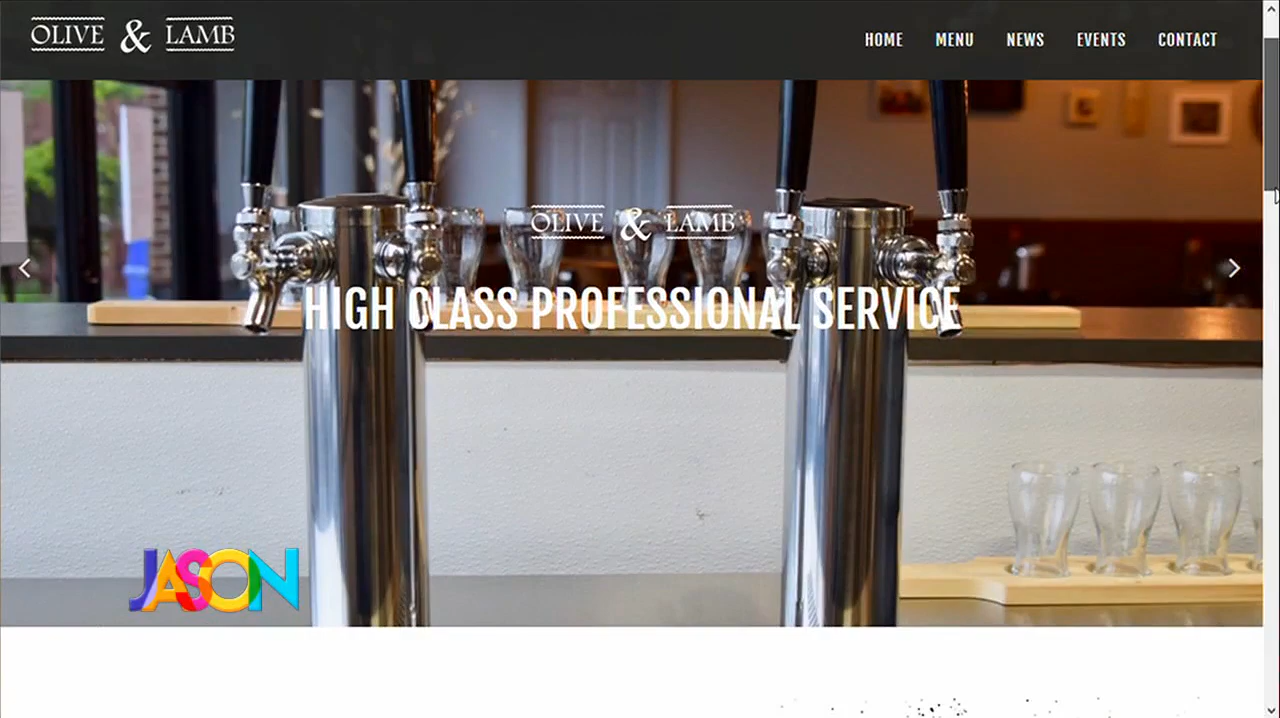 OLIVE & LAMB
HOME MENU NEWS EVENTS CONTACT
OLIVE & LAMB
HIGH CLASS PROFESSIONAL SERVICE
JASON